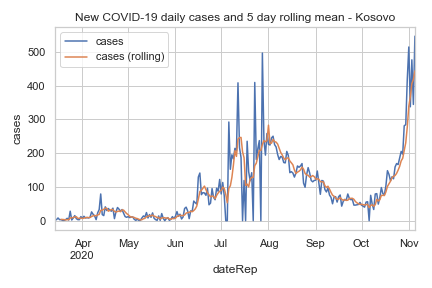 New COVID-19 daily cases and 5 day rolling mean - Kosovo
cases
cases (rolling)
500
400
300
200
100
0
cases
Apr
2020
May
Jun
Jul
Aug
Sep
Oct
Nov
dateRep